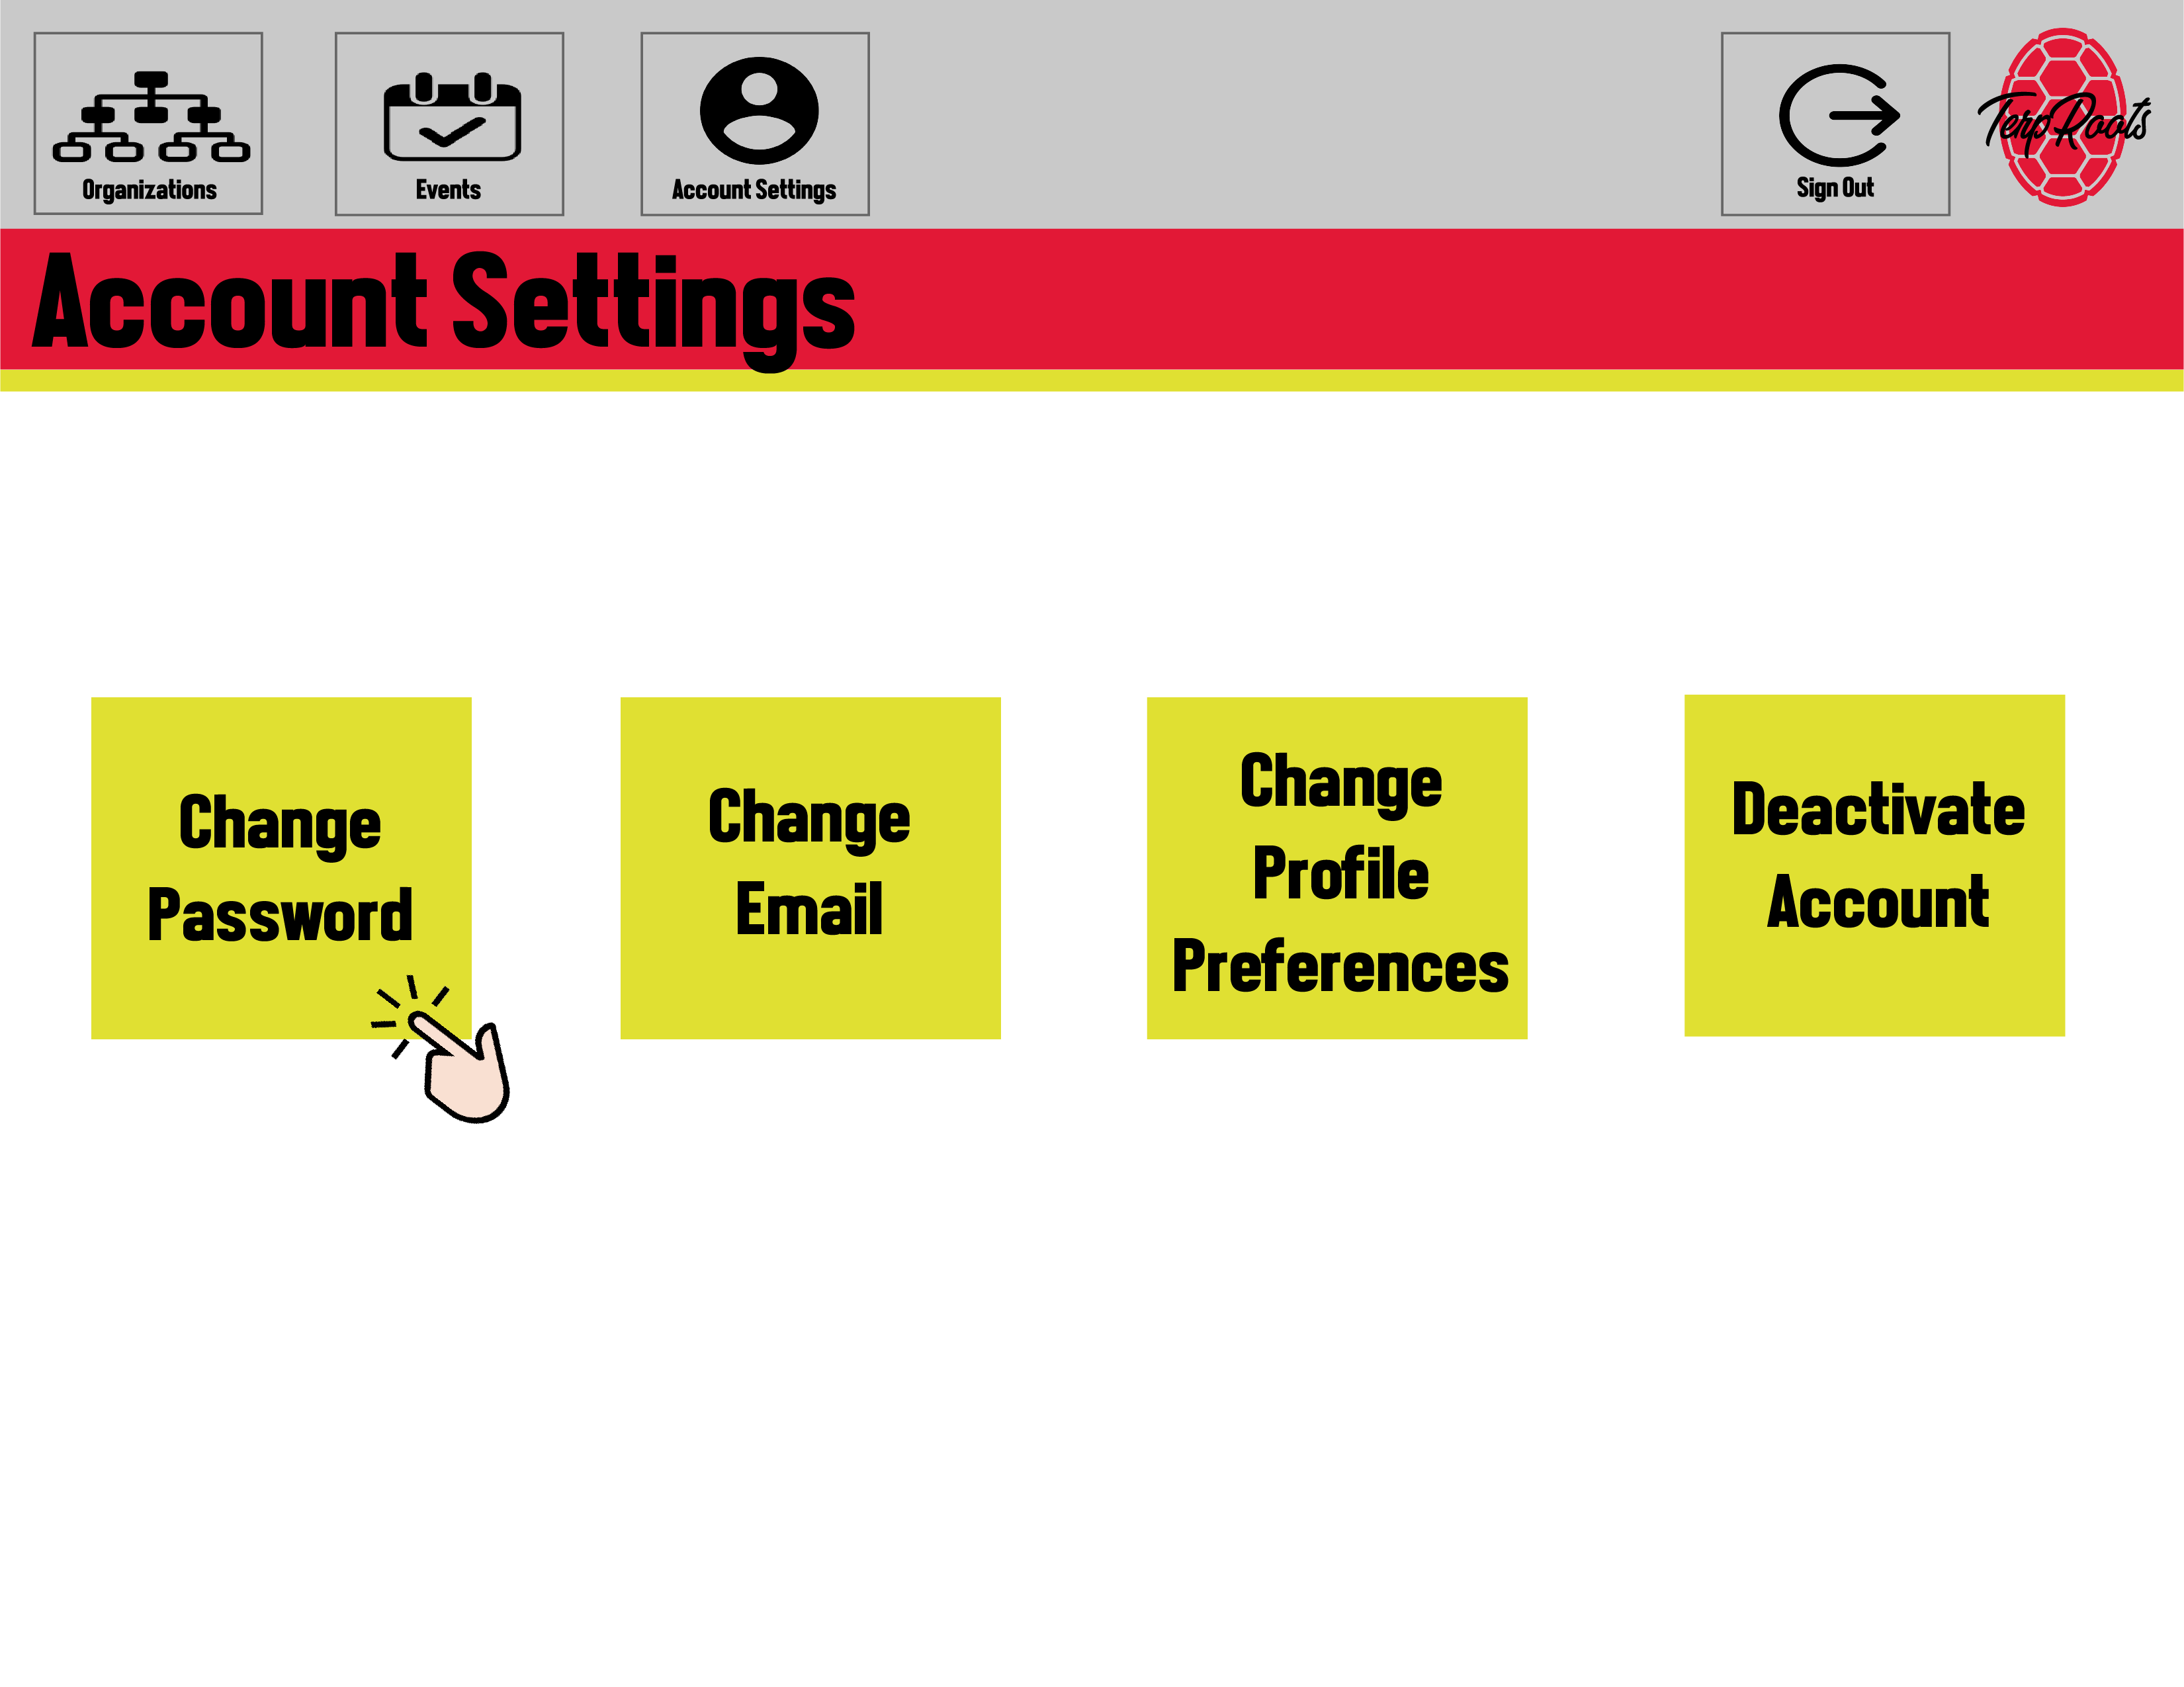 Organizations
Events
Account Settings
Sign Out
TerpRoots
Account Settings
Change
Password
Change
Email
Change
Profile
Preferences
Deactivate
Account